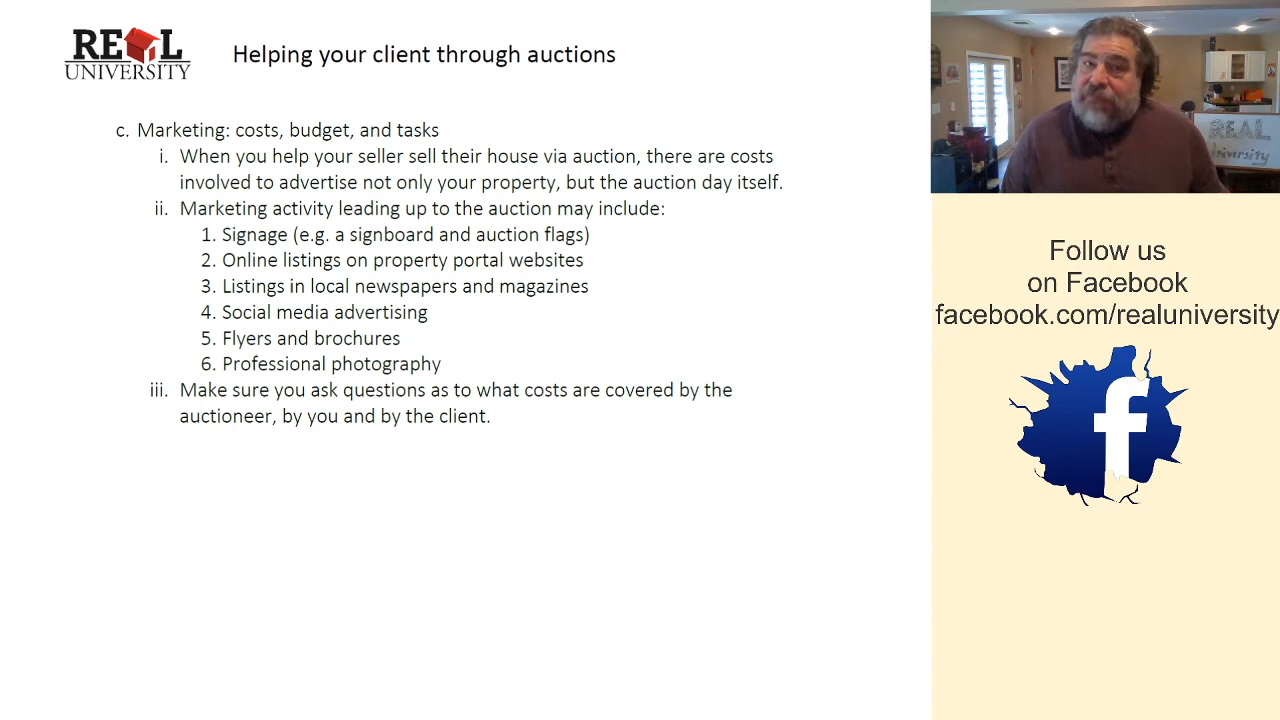 REAL
UNIVERSITY
Helping your client through auctions
c. Marketing: costs, budget, and tasks
i. When you help your seller sell their house via auction, there are costs
involved to advertise not only your property, but the auction day itself.
ii. Marketing activity leading up to the auction may include:
1. Signage (e.g. a signboard and auction flags)
2. Online listings on property portal websites
3. Listings in local newspapers and magazines
4. Social media advertising
5. Flyers and brochures
6. Professional photography
iii. Make sure you ask questions as to what costs are covered by the
auctioneer, by you and by the client.
REAL
University
Follow us
on Facebook
facebook.com/realuniversity
f